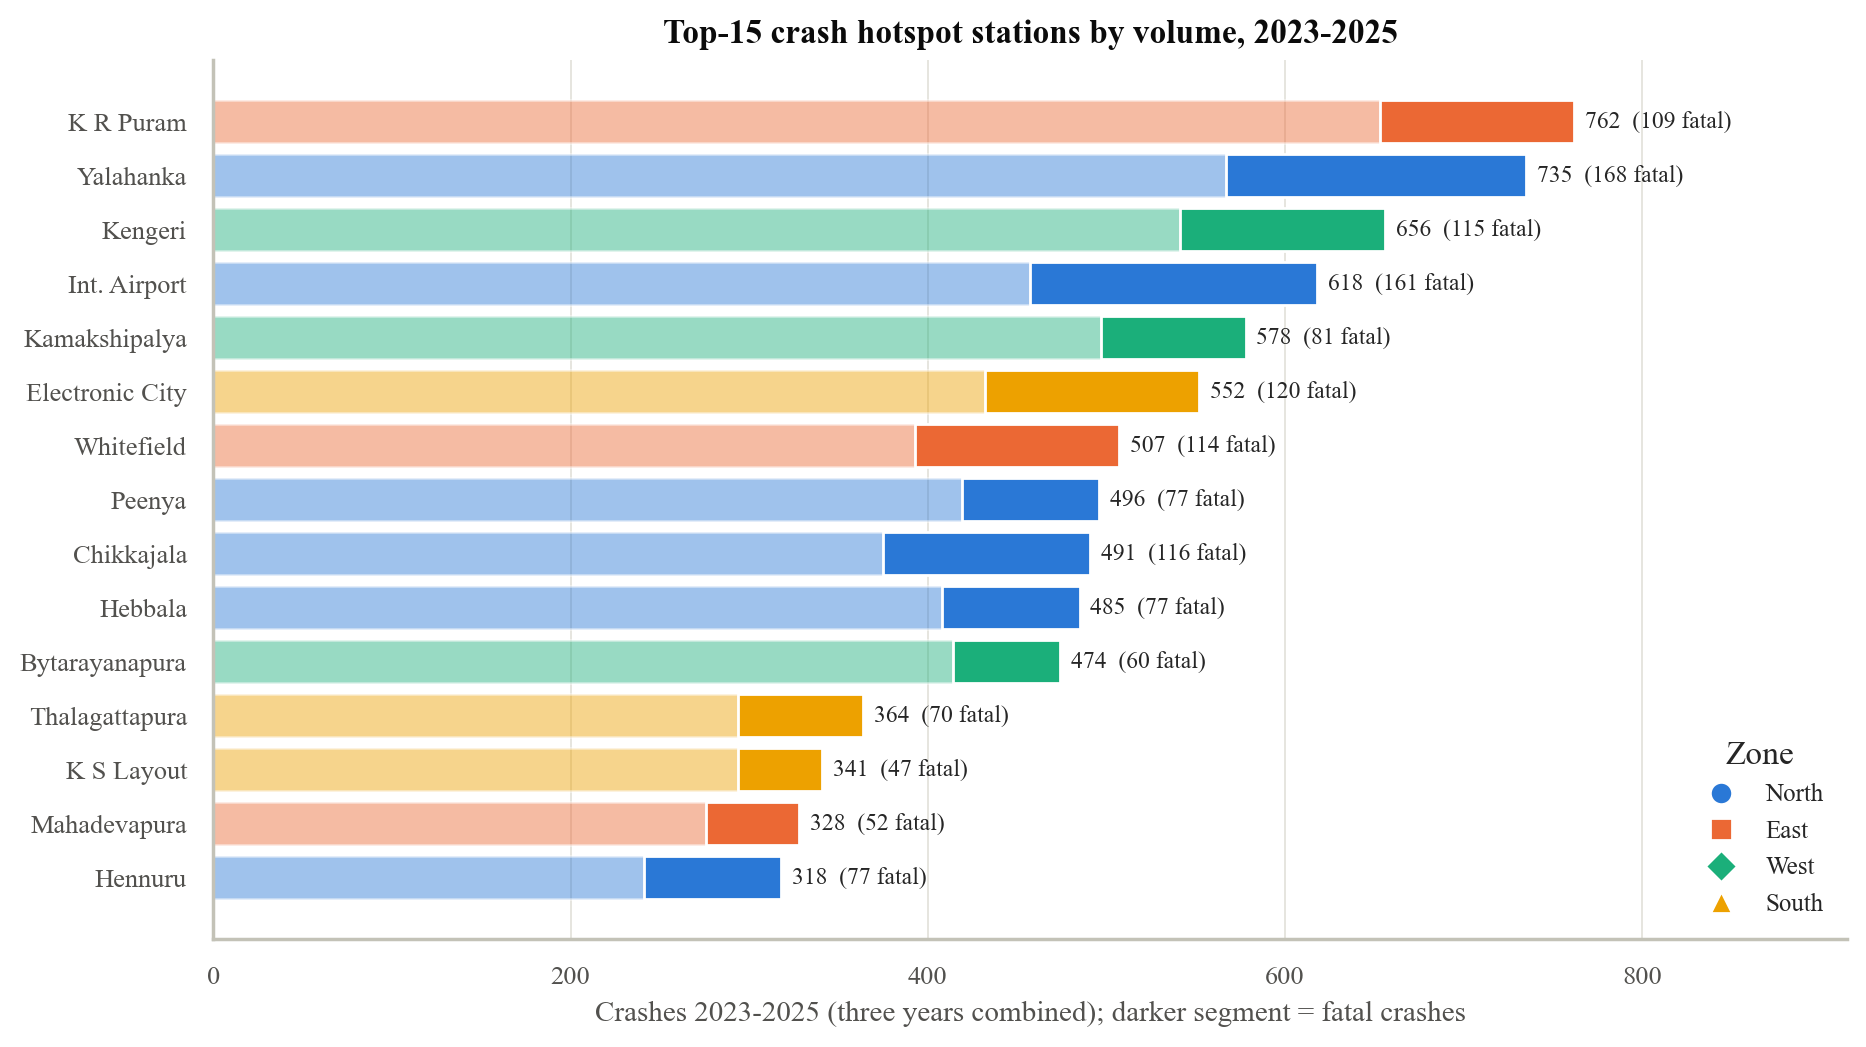 Top-15 crash hotspot stations by volume, 2023-2025
K R Puram 762 (109 fatal)
Yalahanka 735 (168 fatal)
Kengeri 656 (115 fatal)
Int. Airport 618 (161 fatal)
Kamakshipalya 578 (81 fatal)
Electronic City 552 (120 fatal)
Whitefield 507 (114 fatal)
Peenya 496 (77 fatal)
Chikkajala 491 (116 fatal)
Hebbala 485 (77 fatal)
Bytarayanapura 474 (60 fatal)
Thalagattapura 364 (70 fatal)
K S Layout 341 (47 fatal)
Mahadevapura 328 (52 fatal)
Hennuru 318 (77 fatal)
Zone
North
East
West
South
0 200 400 600 800
Crashes 2023-2025 (three years combined); darker segment = fatal crashes